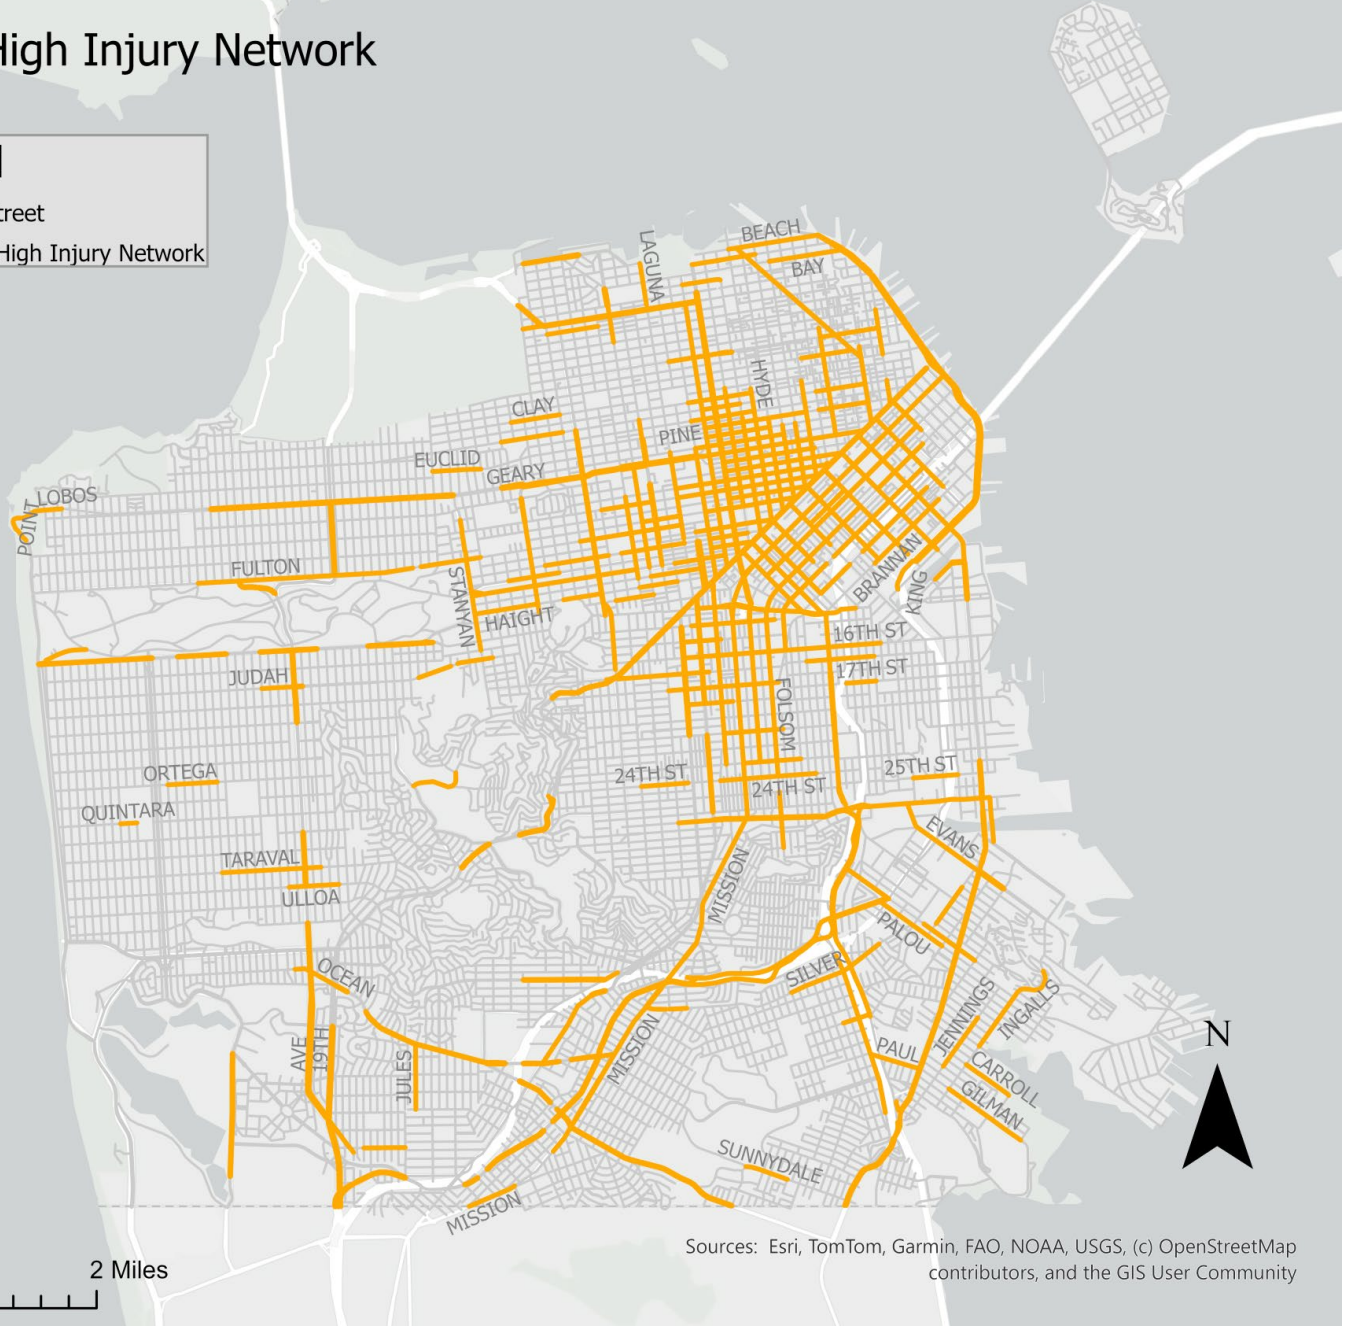 High Injury Network
treet
High Injury Network
BEACH
LAGUNA
BAY
HYDE
CLAY
PINE
EUCLID
GEARY
LOBOS
POINT
FULTON
STANYAN
HAIGHT
BRANNAN
KING
16TH ST
17TH ST
JUDAH
FOLSOM
ORTEGA
24TH ST
24TH ST
25TH ST
QUINTARA
TARAVAL
ULLOA
EVANS
MISSION
PALOU
OCEAN
SILVER
JENNINGS
INGALLS
AVE
19TH
JULES
MISSION
PAUL
CARROLL
GILMAN
N
SUNNYDALE
MISSION
Sources: Esri, TomTom, Garmin, FAO, NOAA, USGS, (c) OpenStreetMap
contributors, and the GIS User Community
2 Miles